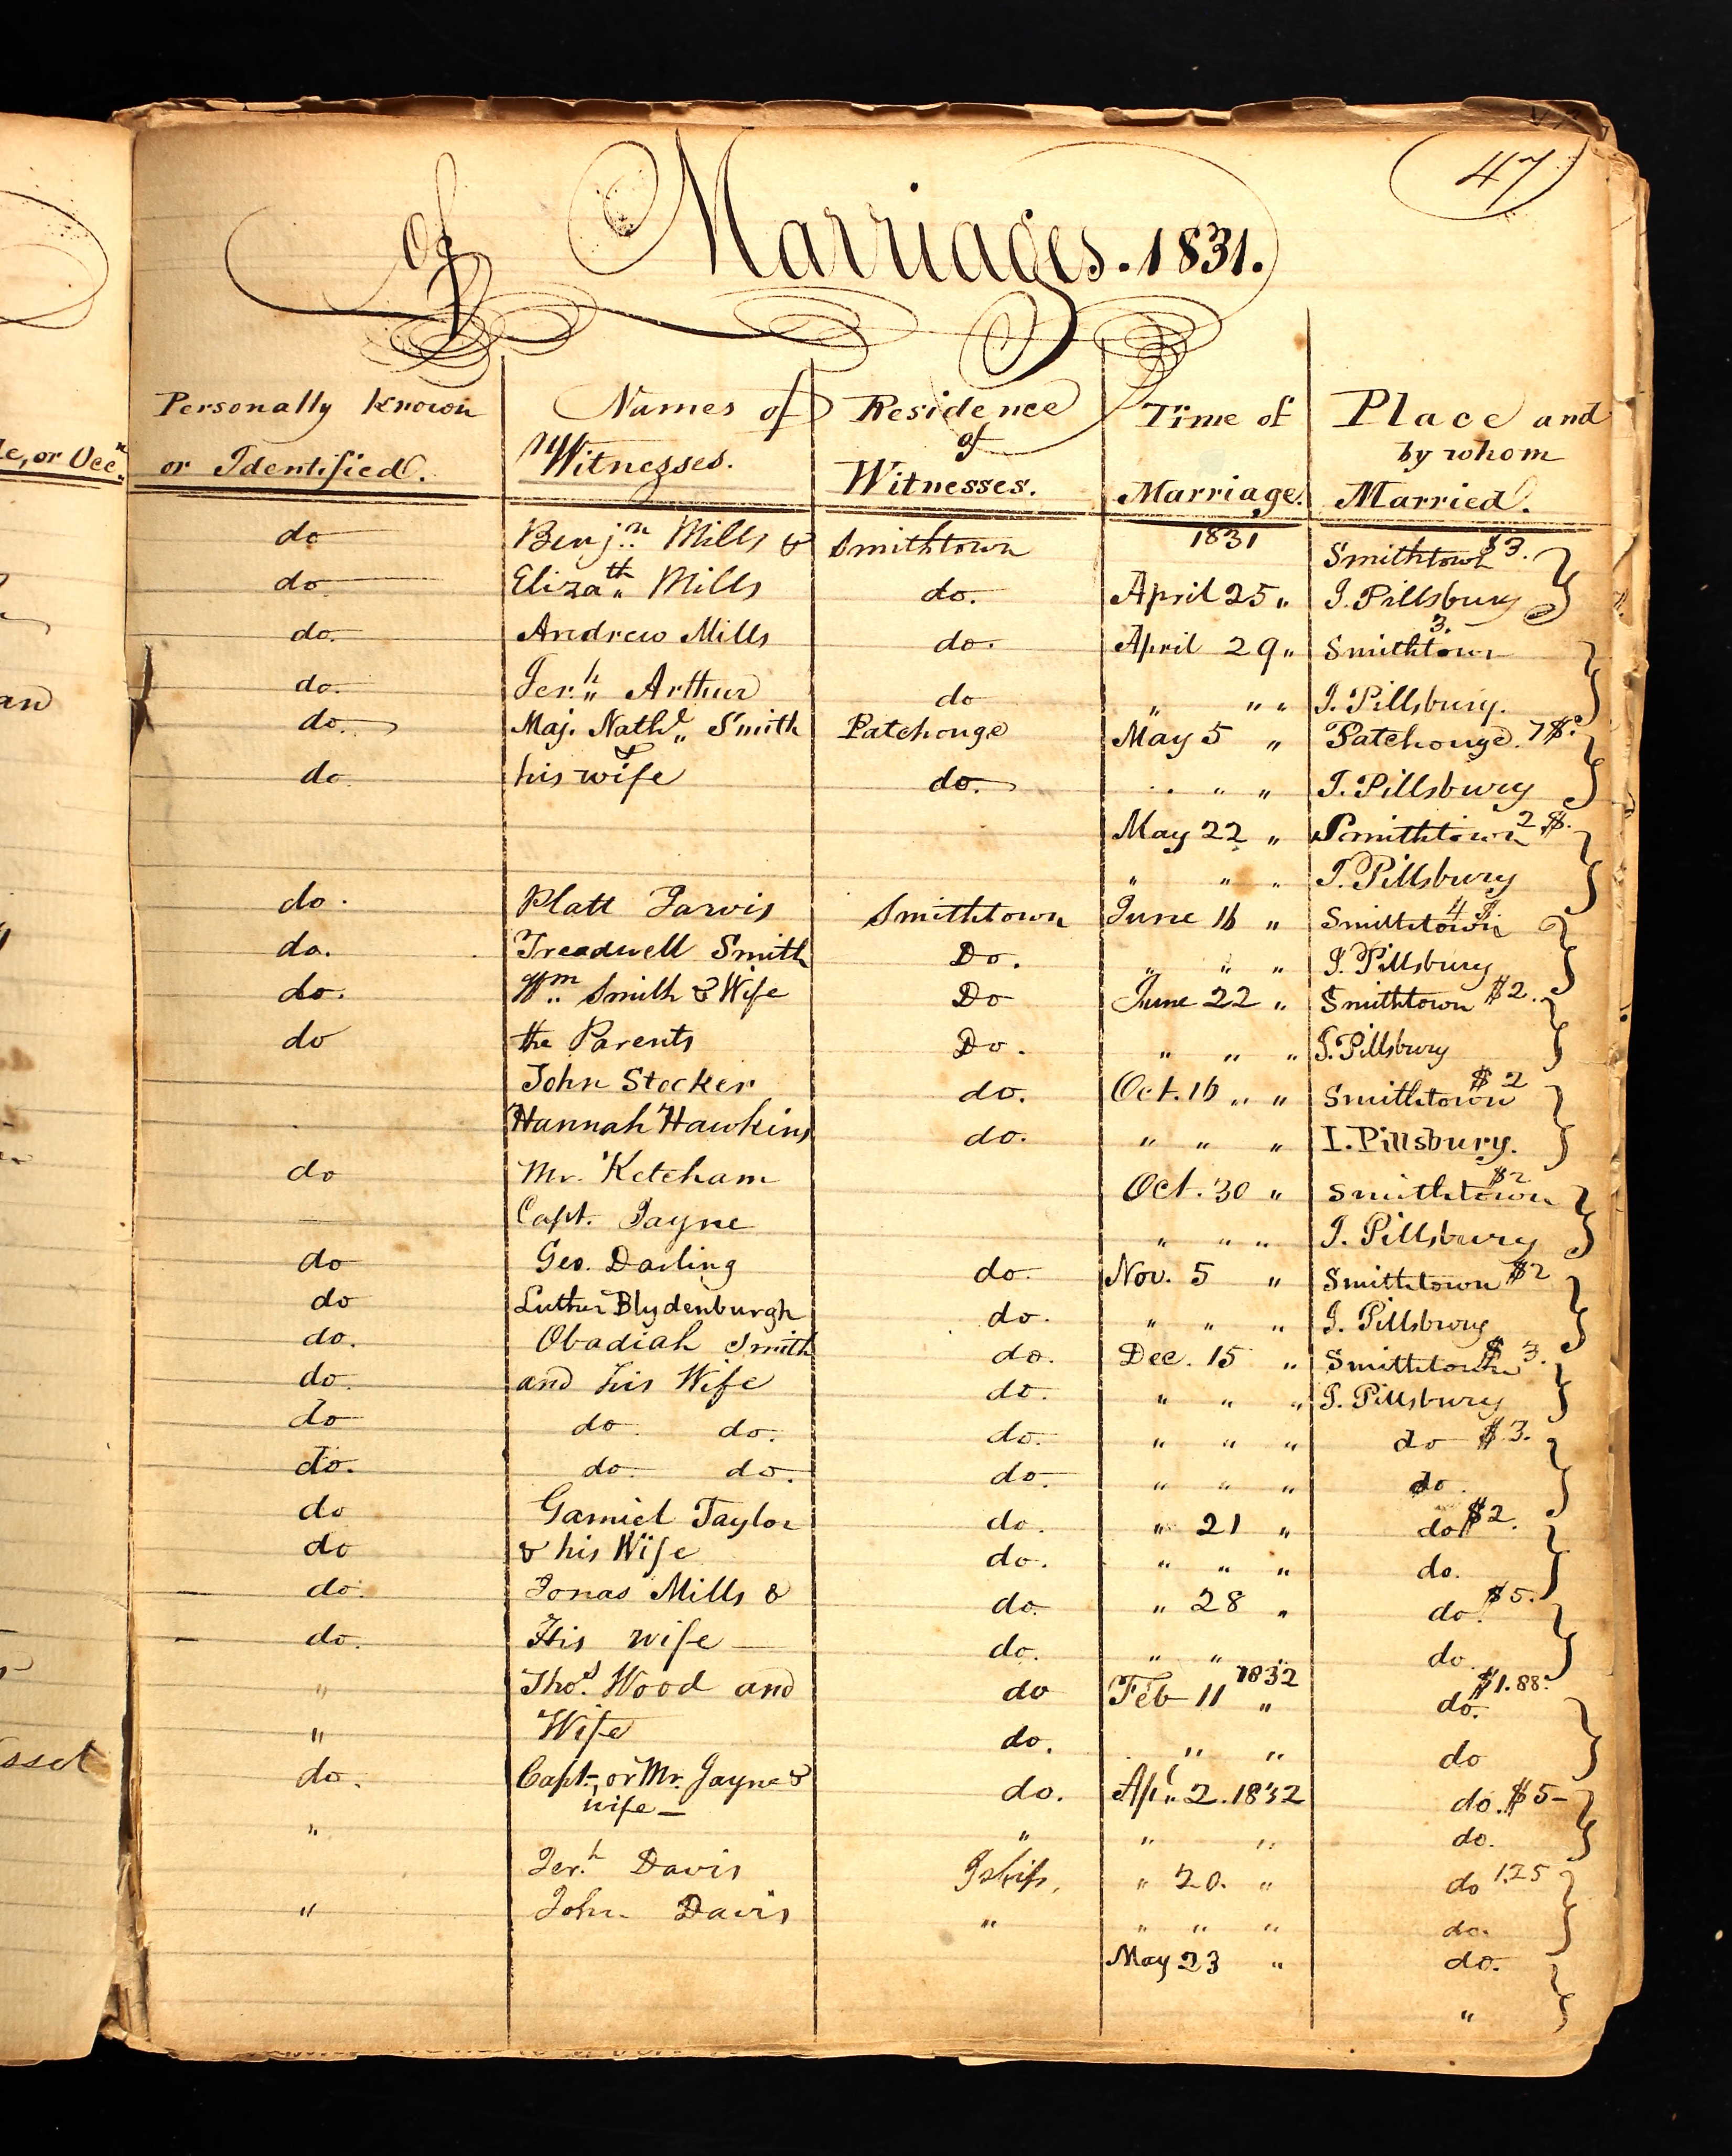 47
of Marriages. 1831.
Personally Known or Identified. Names of Witnesses. Residence of Witnesses. Time of Marriage. Place and by whom Married.
le, or Occn.
1831
do Benjn Mills & Smithtown Smithtown $3.
do. Elizath Mills do. April 25 " I. Pillsbury
do. Andrew Mills do. April 29 " Smithtown 3.
do. Jerh Arthur do " " " I. Pillsbury.
do. Maj. Nathl Smith Patchouge May 5 " Patchouge. 7$.
do his wife do. " " " I. Pillsbury
May 22 " Smithtown 2$.
" " " I. Pillsbury
do. Platt Jarvis Smithtown June 16 " Smithtown 4$
do. Treadwell Smith Do. " " " I. Pillsbury
do. Wm Smith & Wife Do June 22 " Smithtown $2.
do the Parents Do. " " " I. Pillsbury
John Stocker do. Oct. 16 " " Smithtown $2
Hannah Hawkins do. " " " I. Pillsbury.
do Mr. Ketcham Oct. 30 " Smithtown $2
Capt. Jayne " " " I. Pillsbury
do Geo. Darling do. Nov. 5 " Smithtown $2
do Luther Blydenburgh do. " " " I. Pillsbury
do. Obadiah Smith do. Dec. 15 " Smithtown $3.
do. and his Wife do. " " " I. Pillsbury
do do. do. do. " " " do $3.
do. do. do. do. " " " do.
do Gamiel Taylor do. " 21 " do $2.
do & his Wife do. " " " do.
do. Jonas Mills & do. " 28 " do. $5.
do. His wife do. " " " do.
" Thos. Wood and do Feb 11 1832 " do. $1.88.
" Wife do. " " do
do. Capt., or Mr. Jayne & do. Apl. 2. 1832 do. $5-
wife
" " " " do.
Jerh Davis Islip, " 20. " do 1.25
" John Davis " " " " do.
May 23 " do.
"
and
sset